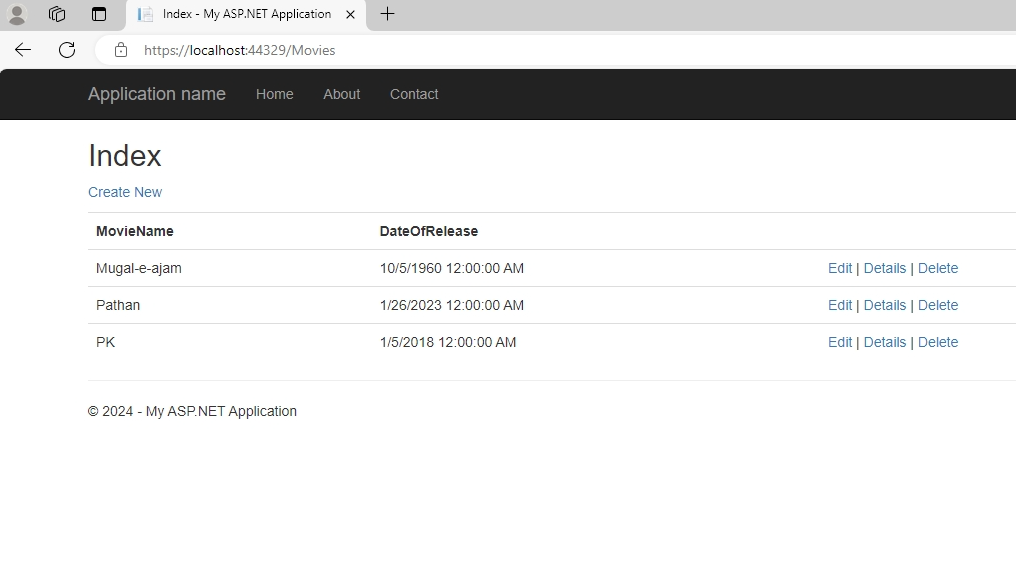 Index - My ASP.NET Application
https://localhost:44329/Movies
Application name Home About Contact
Index
Create New
MovieName DateOfRelease
Mugal-e-ajam 10/5/1960 12:00:00 AM Edit | Details | Delete
Pathan 1/26/2023 12:00:00 AM Edit | Details | Delete
PK 1/5/2018 12:00:00 AM Edit | Details | Delete
© 2024 - My ASP.NET Application